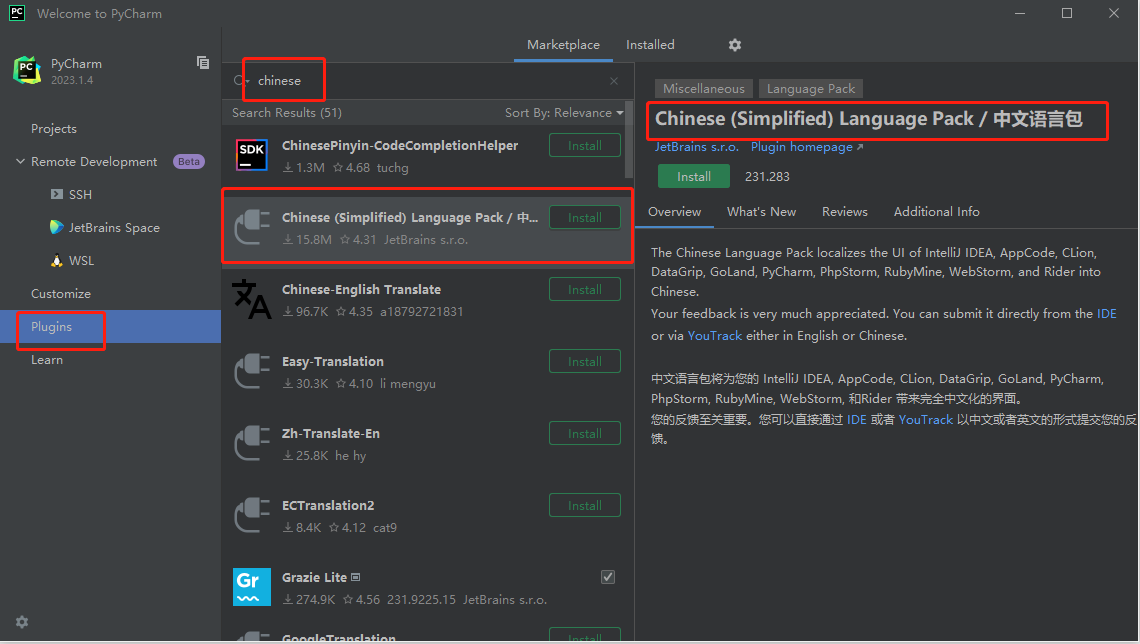 PC Welcome to PyCharm
PyCharm
2023.1.4
Projects
Remote Development Beta
SSH
JetBrains Space
WSL
Customize
Plugins
Learn
Marketplace Installed
chinese
Search Results (51) Sort By: Relevance
SDK
ChinesePinyin-CodeCompletionHelper Install
1.3M 4.68 tuchg
Chinese (Simplified) Language Pack / 中... Install
15.8M 4.31 JetBrains s.r.o.
Chinese-English Translate Install
96.7K 4.35 a18792721831
Easy-Translation Install
30.3K 4.10 li mengyu
Zh-Translate-En Install
25.8K he hy
ECTranslation2 Install
8.4K 4.12 cat9
Gr
Grazie Lite
274.9K 4.56 231.9225.15 JetBrains s.r.o.
GoogleTranslation Install
Miscellaneous Language Pack
Chinese (Simplified) Language Pack / 中文语言包
JetBrains s.r.o. Plugin homepage
Install 231.283
Overview What's New Reviews Additional Info
The Chinese Language Pack localizes the UI of IntelliJ IDEA, AppCode, CLion,
DataGrip, GoLand, PyCharm, PhpStorm, RubyMine, WebStorm, and Rider into
Chinese.
Your feedback is very much appreciated. You can submit it directly from the IDE
or via YouTrack either in English or Chinese.
中文语言包将为您的 IntelliJ IDEA, AppCode, CLion, DataGrip, GoLand, PyCharm,
PhpStorm, RubyMine, WebStorm, 和Rider 带来完全中文化的界面。
您的反馈至关重要。您可以直接通过 IDE 或者 YouTrack 以中文或者英文的形式提交您的反
馈。